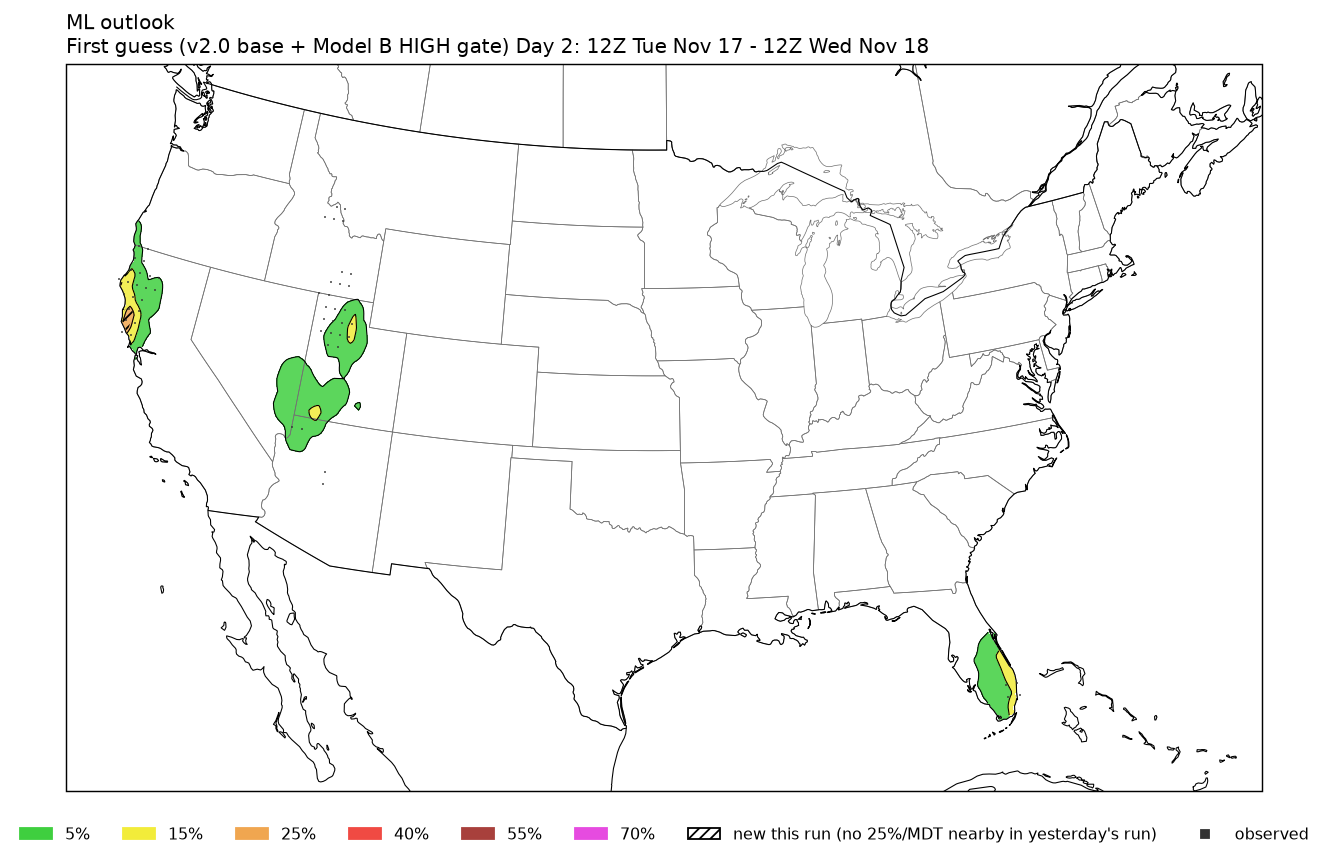 ML outlook
First guess (v2.0 base + Model B HIGH gate) Day 2: 12Z Tue Nov 17 - 12Z Wed Nov 18
5% 15% 25% 40% 55% 70% new this run (no 25%/MDT nearby in yesterday's run) observed